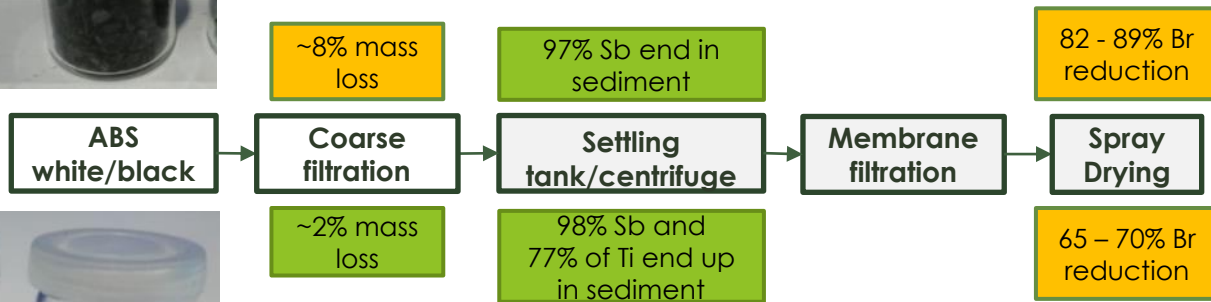 ~8% mass
loss
97% Sb end in
sediment
82 - 89% Br
reduction
ABS
white/black
Coarse
filtration
Settling
tank/centrifuge
Membrane
filtration
Spray
Drying
~2% mass
loss
98% Sb and
77% of Ti end up
in sediment
65 – 70% Br
reduction